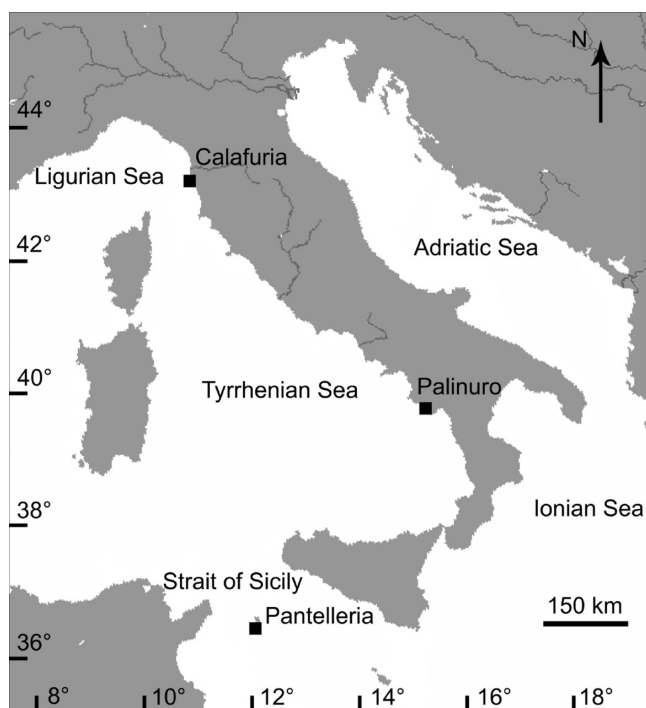 N
44°
Calafuria
Ligurian Sea
42°
Adriatic Sea
40°
Tyrrhenian Sea
Palinuro
38°
Ionian Sea
Strait of Sicily
150 km
Pantelleria
36°
8°
10°
12°
14°
16°
18°